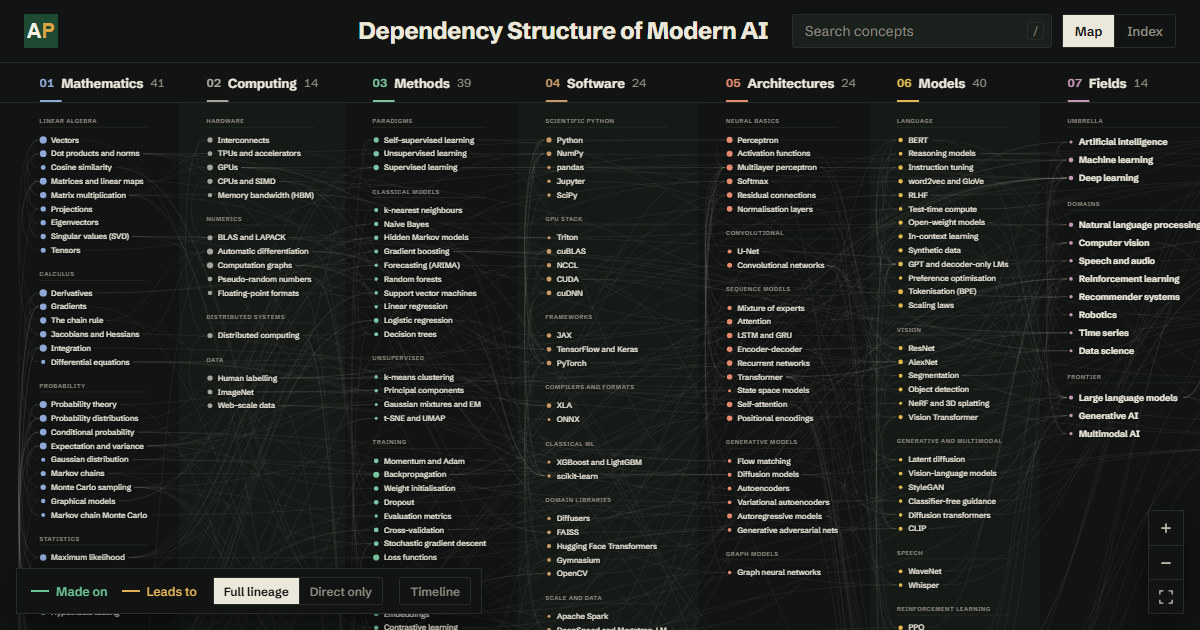 AP
Dependency Structure of Modern AI
Search concepts /
Map
Index
01 Mathematics 41
02 Computing 14
03 Methods 39
04 Software 24
05 Architectures 24
06 Models 40
07 Fields 14
LINEAR ALGEBRA
Vectors
Dot products and norms
Cosine similarity
Matrices and linear maps
Matrix multiplication
Projections
Eigenvectors
Singular values (SVD)
Tensors
CALCULUS
Derivatives
Gradients
The chain rule
Jacobians and Hessians
Integration
Differential equations
PROBABILITY
Probability theory
Probability distributions
Conditional probability
Expectation and variance
Gaussian distribution
Markov chains
Monte Carlo sampling
Graphical models
Markov chain Monte Carlo
STATISTICS
Maximum likelihood
HARDWARE
Interconnects
TPUs and accelerators
GPUs
CPUs and SIMD
Memory bandwidth (HBM)
NUMERICS
BLAS and LAPACK
Automatic differentiation
Computation graphs
Pseudo-random numbers
Floating-point formats
DISTRIBUTED SYSTEMS
Distributed computing
DATA
Human labelling
ImageNet
Web-scale data
PARADIGMS
Self-supervised learning
Unsupervised learning
Supervised learning
CLASSICAL MODELS
k-nearest neighbours
Naive Bayes
Hidden Markov models
Gradient boosting
Forecasting (ARIMA)
Random forests
Support vector machines
Linear regression
Logistic regression
Decision trees
UNSUPERVISED
k-means clustering
Principal components
Gaussian mixtures and EM
t-SNE and UMAP
TRAINING
Momentum and Adam
Backpropagation
Weight initialisation
Dropout
Evaluation metrics
Cross-validation
Stochastic gradient descent
Loss functions
Embeddings
Contrastive learning
SCIENTIFIC PYTHON
Python
NumPy
pandas
Jupyter
SciPy
GPU STACK
Triton
cuBLAS
NCCL
CUDA
cuDNN
FRAMEWORKS
JAX
TensorFlow and Keras
PyTorch
COMPILERS AND FORMATS
XLA
ONNX
CLASSICAL ML
XGBoost and LightGBM
scikit-learn
DOMAIN LIBRARIES
Diffusers
FAISS
Hugging Face Transformers
Gymnasium
OpenCV
SCALE AND DATA
Apache Spark
DeepSpeed and Megatron-LM
NEURAL BASICS
Perceptron
Activation functions
Multilayer perceptron
Softmax
Residual connections
Normalisation layers
CONVOLUTIONAL
U-Net
Convolutional networks
SEQUENCE MODELS
Mixture of experts
Attention
LSTM and GRU
Encoder-decoder
Recurrent networks
Transformer
State space models
Self-attention
Positional encodings
GENERATIVE MODELS
Flow matching
Diffusion models
Autoencoders
Variational autoencoders
Autoregressive models
Generative adversarial nets
GRAPH MODELS
Graph neural networks
LANGUAGE
BERT
Reasoning models
Instruction tuning
word2vec and GloVe
RLHF
Test-time compute
Open-weight models
In-context learning
Synthetic data
GPT and decoder-only LMs
Preference optimisation
Tokenisation (BPE)
Scaling laws
VISION
ResNet
AlexNet
Segmentation
Object detection
NeRF and 3D splatting
Vision Transformer
GENERATIVE AND MULTIMODAL
Latent diffusion
Vision-language models
StyleGAN
Classifier-free guidance
Diffusion transformers
CLIP
SPEECH
WaveNet
Whisper
REINFORCEMENT LEARNING
PPO
UMBRELLA
Artificial intelligence
Machine learning
Deep learning
DOMAINS
Natural language processing
Computer vision
Speech and audio
Reinforcement learning
Recommender systems
Robotics
Time series
Data science
FRONTIER
Large language models
Generative AI
Multimodal AI
Made on
Leads to
Full lineage
Direct only
Timeline